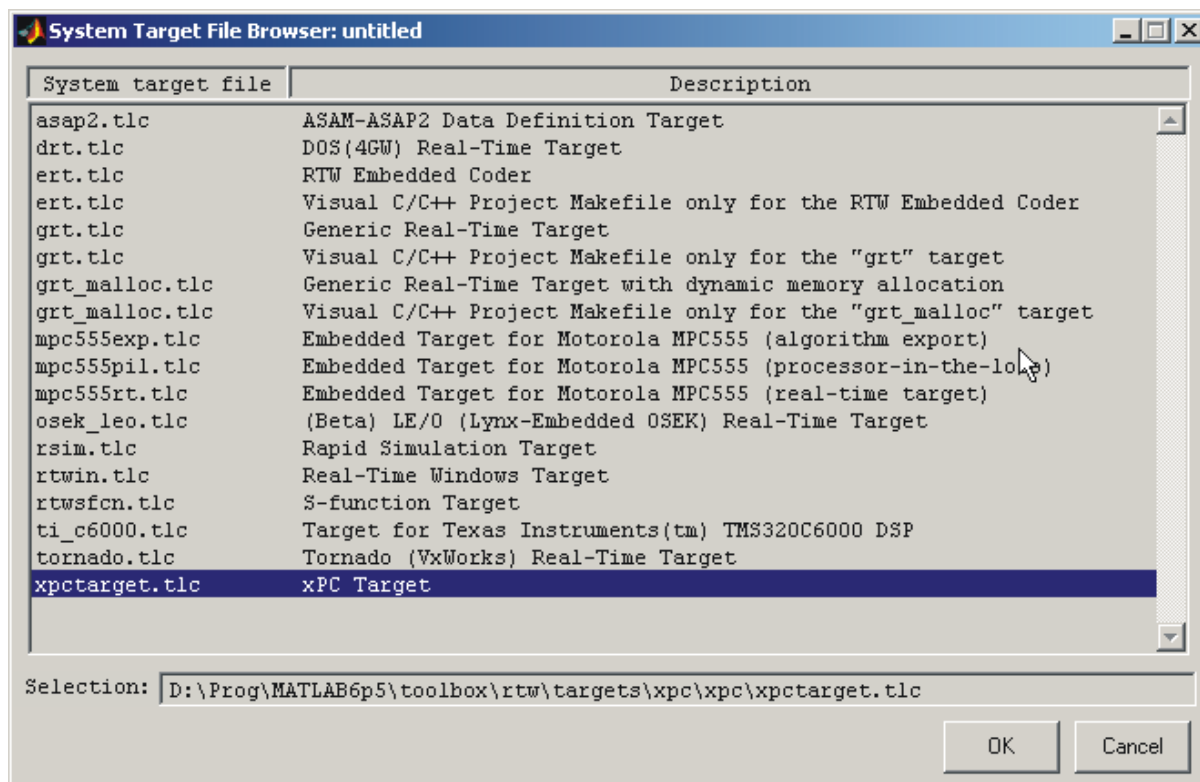 System Target File Browser: untitled
System target file Description
asap2.tlc ASAM-ASAP2 Data Definition Target
drt.tlc DOS(4GW) Real-Time Target
ert.tlc RTW Embedded Coder
ert.tlc Visual C/C++ Project Makefile only for the RTW Embedded Coder
grt.tlc Generic Real-Time Target
grt.tlc Visual C/C++ Project Makefile only for the "grt" target
grt_malloc.tlc Generic Real-Time Target with dynamic memory allocation
grt_malloc.tlc Visual C/C++ Project Makefile only for the "grt_malloc" target
mpc555exp.tlc Embedded Target for Motorola MPC555 (algorithm export)
mpc555pil.tlc Embedded Target for Motorola MPC555 (processor-in-the-loop)
mpc555rt.tlc Embedded Target for Motorola MPC555 (real-time target)
osek_leo.tlc (Beta) LE/O (Lynx-Embedded OSEK) Real-Time Target
rsim.tlc Rapid Simulation Target
rtwin.tlc Real-Time Windows Target
rtwsfcn.tlc S-function Target
ti_c6000.tlc Target for Texas Instruments(tm) TMS320C6000 DSP
tornado.tlc Tornado (VxWorks) Real-Time Target
xpctarget.tlc xPC Target
Selection: D:\Prog\MATLAB6p5\toolbox\rtw\targets\xpc\xpc\xpctarget.tlc
OK Cancel